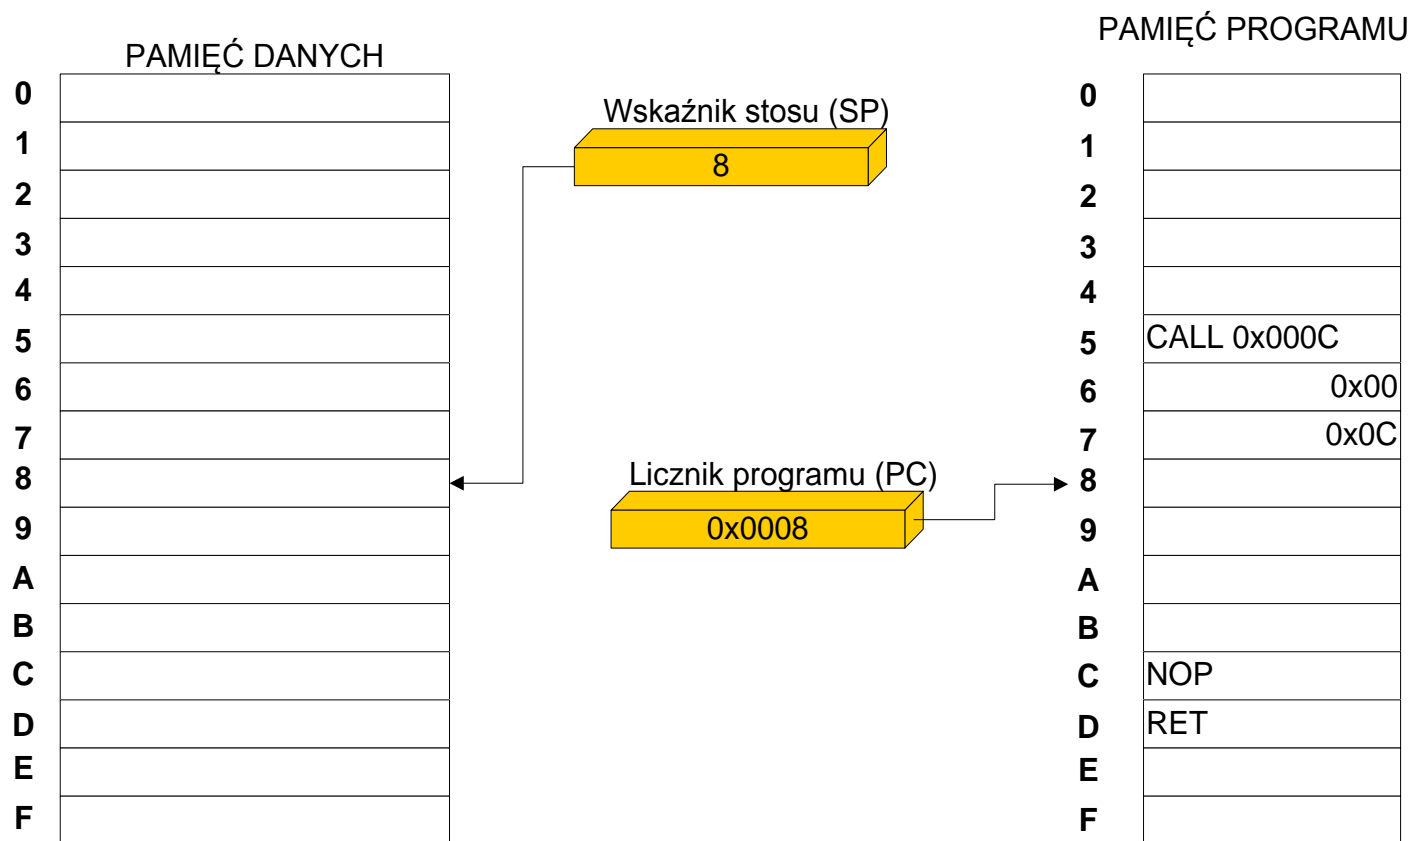 PAMIĘĆ PROGRAMU
PAMIĘĆ DANYCH
0
1
2
3
4
5
6
7
8
9
A
B
C
D
E
F
Wskaźnik stosu (SP)
8
Licznik programu (PC)
0x0008
0
1
2
3
4
5 CALL 0x000C
6 0x00
7 0x0C
8
9
A
B
C NOP
D RET
E
F